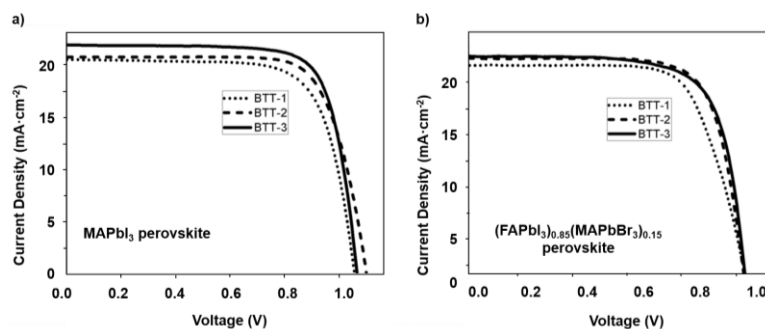 a)
Current Density (mA·cm⁻²)
20
15
10
5
0
BTT-1
BTT-2
BTT-3
MAPbI₃ perovskite
0.0 0.2 0.4 0.6 0.8 1.0
Voltage (V)
b)
Current Density (mA·cm⁻²)
20
15
10
5
0
BTT-1
BTT-2
BTT-3
(FAPbI₃)₀.₈₅(MAPbBr₃)₀.₁₅
perovskite
0.0 0.2 0.4 0.6 0.8 1.0
Voltage (V)